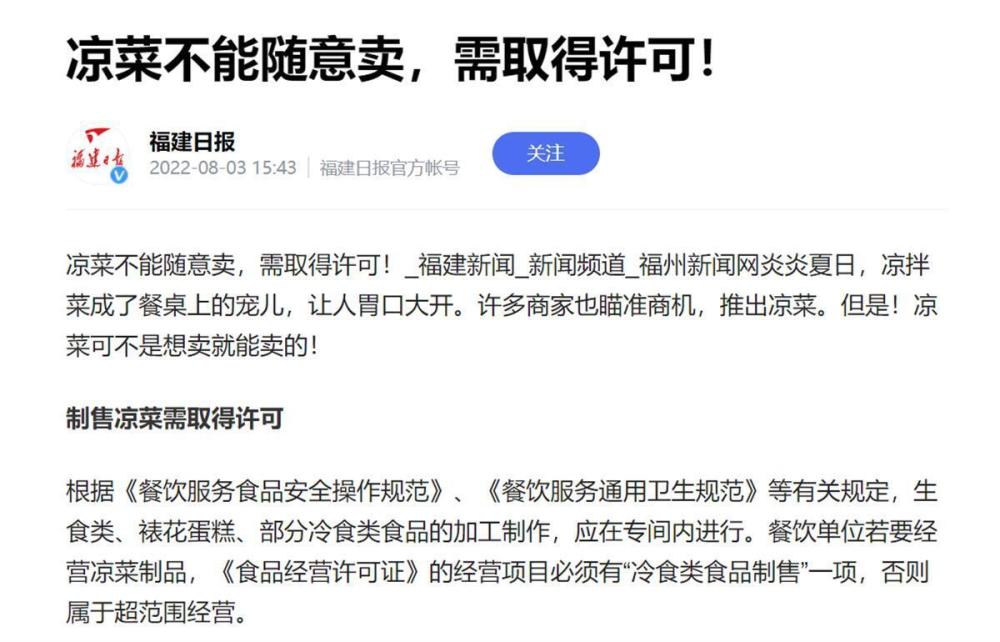 凉菜不能随意卖，需取得许可！
福建日报
福建日报
2022-08-03 15:43 | 福建日报官方帐号
关注
凉菜不能随意卖，需取得许可！_福建新闻_新闻频道_福州新闻网炎炎夏日，凉拌
菜成了餐桌上的宠儿，让人胃口大开。许多商家也瞄准商机，推出凉菜。但是！凉
菜可不是想卖就能卖的！
制售凉菜需取得许可
根据《餐饮服务食品安全操作规范》、《餐饮服务通用卫生规范》等有关规定，生
食类、裱花蛋糕、部分冷食类食品的加工制作，应在专间内进行。餐饮单位若要经
营凉菜制品，《食品经营许可证》的经营项目必须有“冷食类食品制售”一项，否则
属于超范围经营。